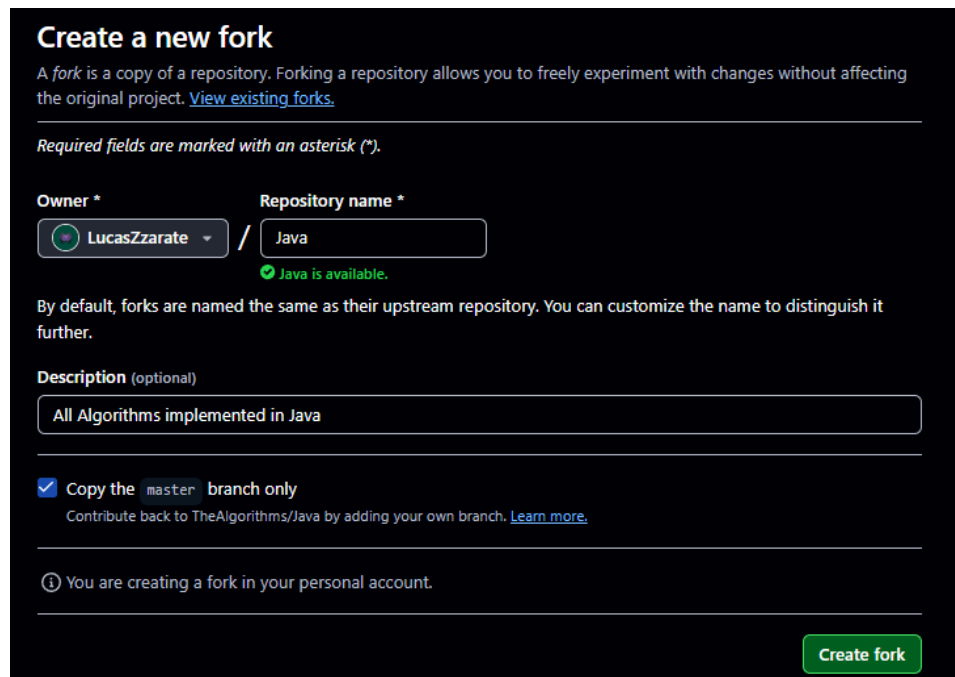 Create a new fork
A fork is a copy of a repository. Forking a repository allows you to freely experiment with changes without affecting
the original project. View existing forks.
Required fields are marked with an asterisk (*).
Owner * Repository name *
LucasZzarate / Java
Java is available.
By default, forks are named the same as their upstream repository. You can customize the name to distinguish it
further.
Description (optional)
All Algorithms implemented in Java
Copy the master branch only
Contribute back to TheAlgorithms/Java by adding your own branch. Learn more.
You are creating a fork in your personal account.
Create fork